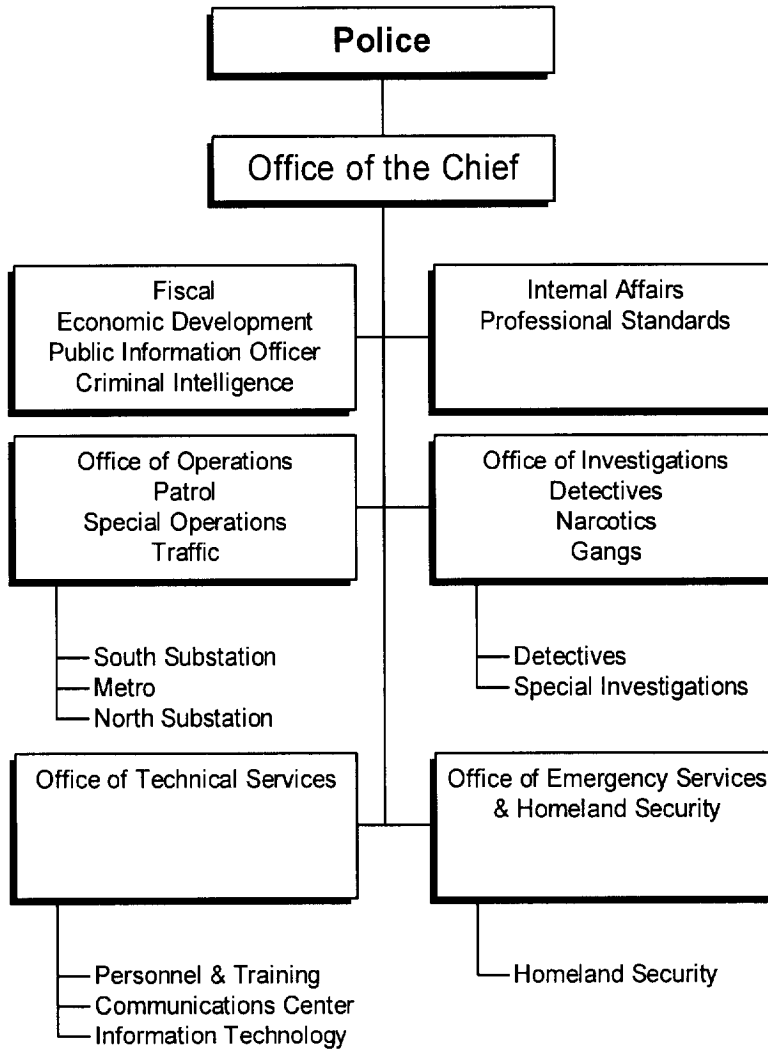 Police
Office of the Chief
Fiscal
Economic Development
Public Information Officer
Criminal Intelligence
Internal Affairs
Professional Standards
Office of Operations
Patrol
Special Operations
Traffic
Office of Investigations
Detectives
Narcotics
Gangs
South Substation
Metro
North Substation
Detectives
Special Investigations
Office of Technical Services
Office of Emergency Services
& Homeland Security
Personnel & Training
Communications Center
Information Technology
Homeland Security